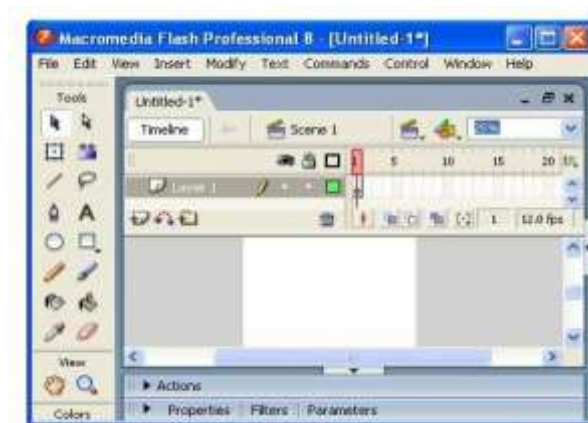 Macromedia Flash Professional 8 - [Untitled-1*]
File Edit View Insert Modify Text Commands Control Window Help
Tools
Untitled-1*
Timeline Scene 1
1 5 10 15 20
Layer 1
1 12.0 fps
View
Actions
Properties Filters Parameters
Colors